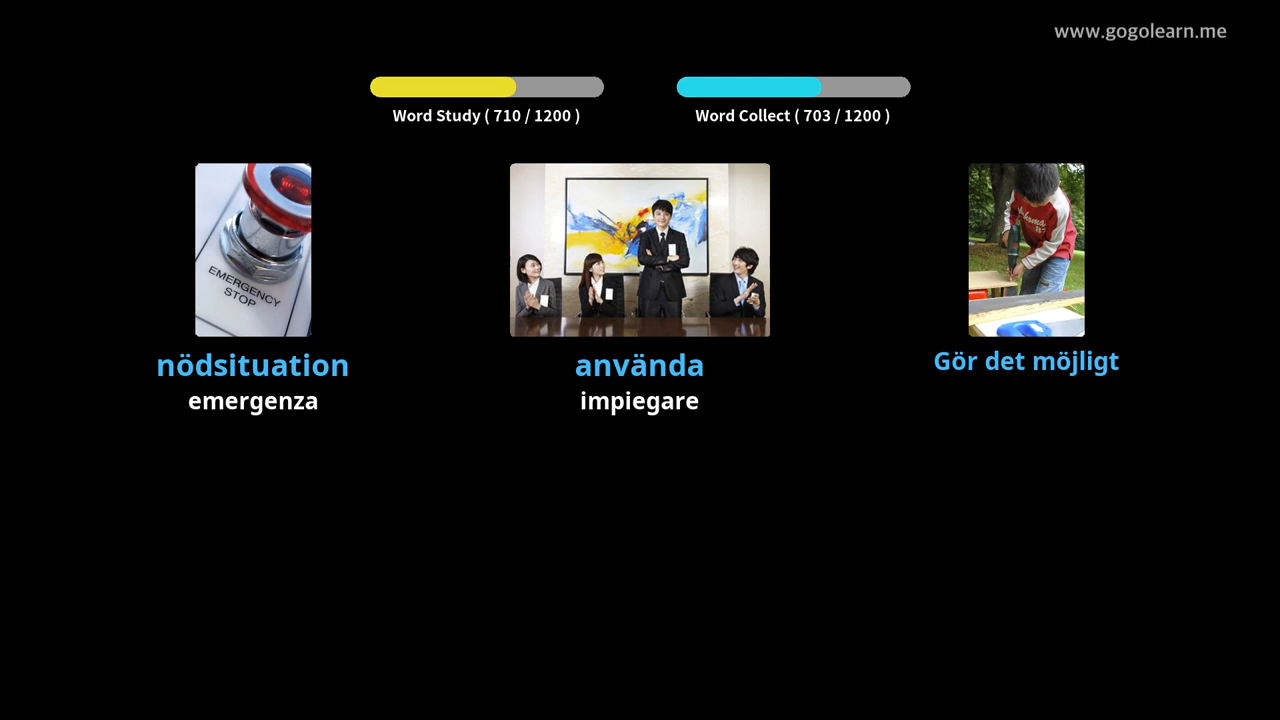 www.gogolearn.me
Word Study ( 710 / 1200 )
Word Collect ( 703 / 1200 )
EMERGENCY
STOP
nödsituation
emergenza
använda
impiegare
Gör det möjligt